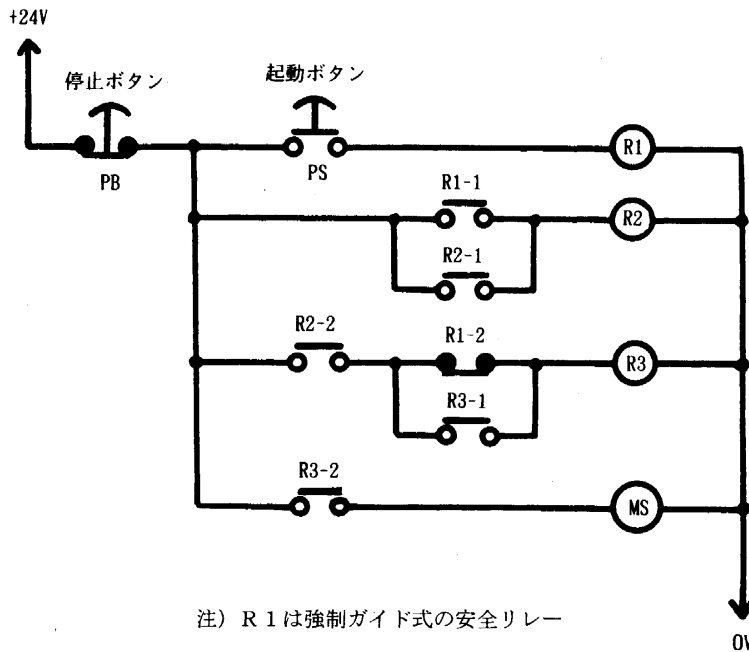 +24V
停止ボタン
起動ボタン
PB
PS
R1
R1-1
R2
R2-1
R2-2
R1-2
R3
R3-1
R3-2
MS
注) R1は強制ガイド式の安全リレー
0V